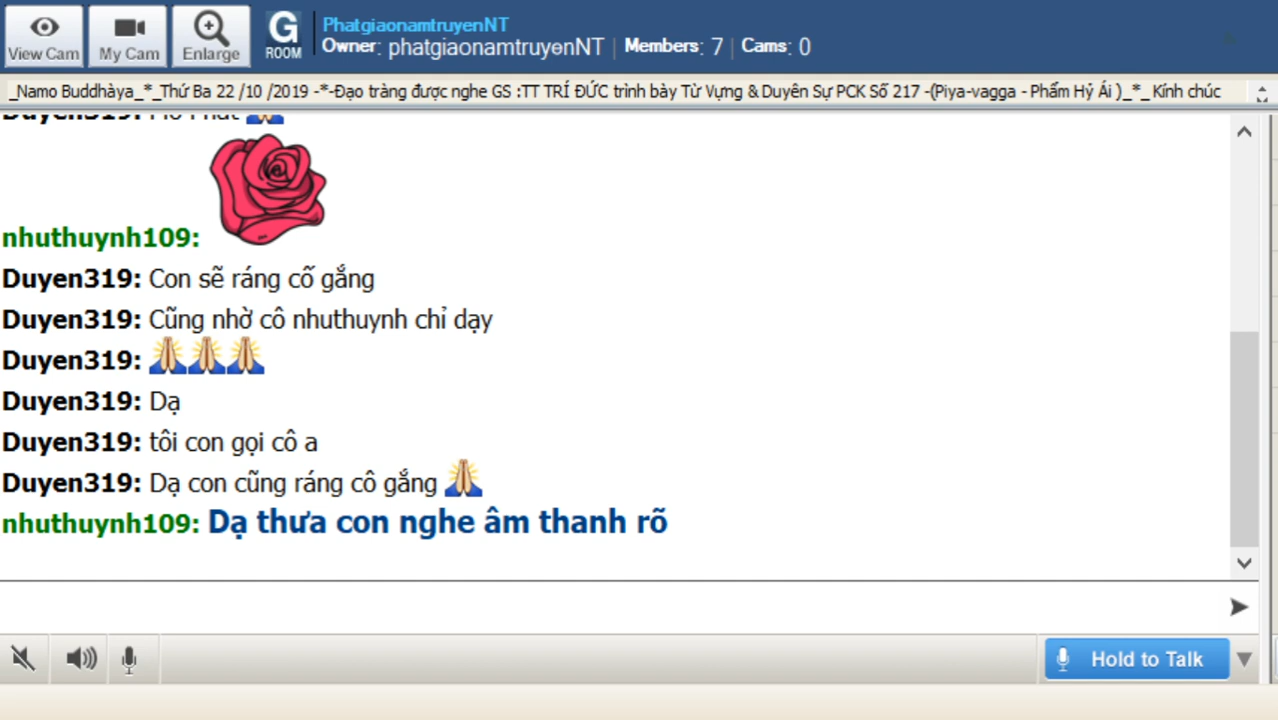 PhatgiaonamtruyenNT
View Cam My Cam Enlarge G ROOM Owner: phatgiaonamtruyenNT | Members: 7 | Cams: 0
_Namo Buddhàya_*_Thứ Ba 22 /10 /2019 -*-Đạo tràng được nghe GS :TT TRÍ ĐỨC trình bày Từ Vựng & Duyên Sự PCK Số 217 -(Piya-vagga - Phẩm Hỷ Ái )_*_ Kính chúc
Duyen319:
nhuthuynh109:
Duyen319: Con sẽ ráng cố gắng
Duyen319: Cũng nhờ cô nhuthuynh chỉ dạy
Duyen319: 🙏🙏🙏
Duyen319: Dạ
Duyen319: tôi con gọi cô a
Duyen319: Dạ con cũng ráng cô gắng 🙏
nhuthuynh109: Dạ thưa con nghe âm thanh rõ
Hold to Talk